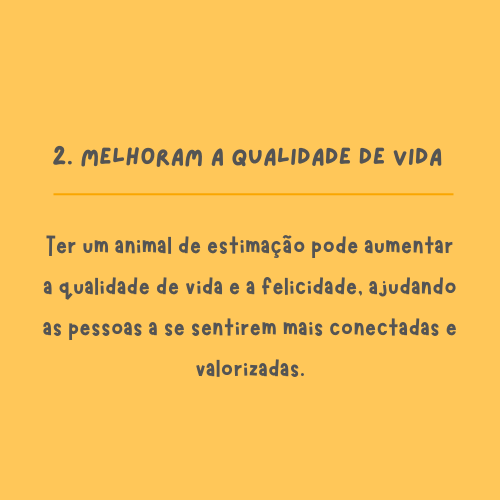 2. MELHORAM A QUALIDADE DE VIDA
Ter um animal de estimação pode aumentar
a qualidade de vida e a felicidade, ajudando
as pessoas a se sentirem mais conectadas e
valorizadas.